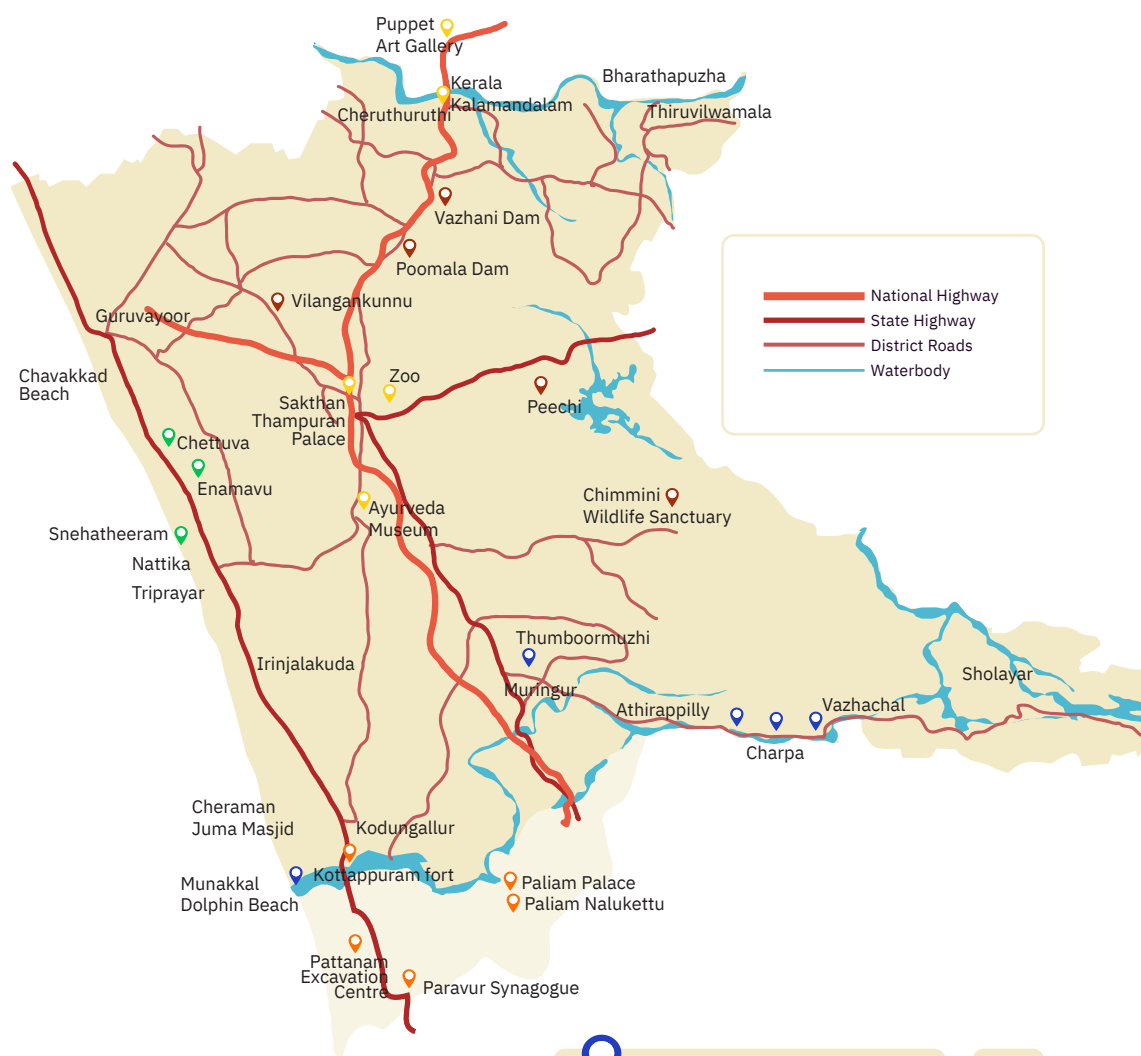 Puppet
Art Gallery
Kerala
Kalamandalam
Bharathapuzha
Cheruthuruthi
Thiruvilwamala
Vazhani Dam
Poomala Dam
Vilangankunnu
Guruvayoor
National Highway
State Highway
District Roads
Waterbody
Chavakkad
Beach
Zoo
Sakthan
Thampuran
Palace
Peechi
Chettuva
Enamavu
Ayurveda
Museum
Chimmini
Wildlife Sanctuary
Snehatheeram
Nattika
Triprayar
Thumboormuzhi
Irinjalakuda
Muringur
Sholayar
Athirappilly
Vazhachal
Charpa
Cheraman
Juma Masjid
Kodungallur
Kottappuram fort
Munakkal
Dolphin Beach
Paliam Palace
Paliam Nalukettu
Pattanam
Excavation
Centre
Paravur Synagogue